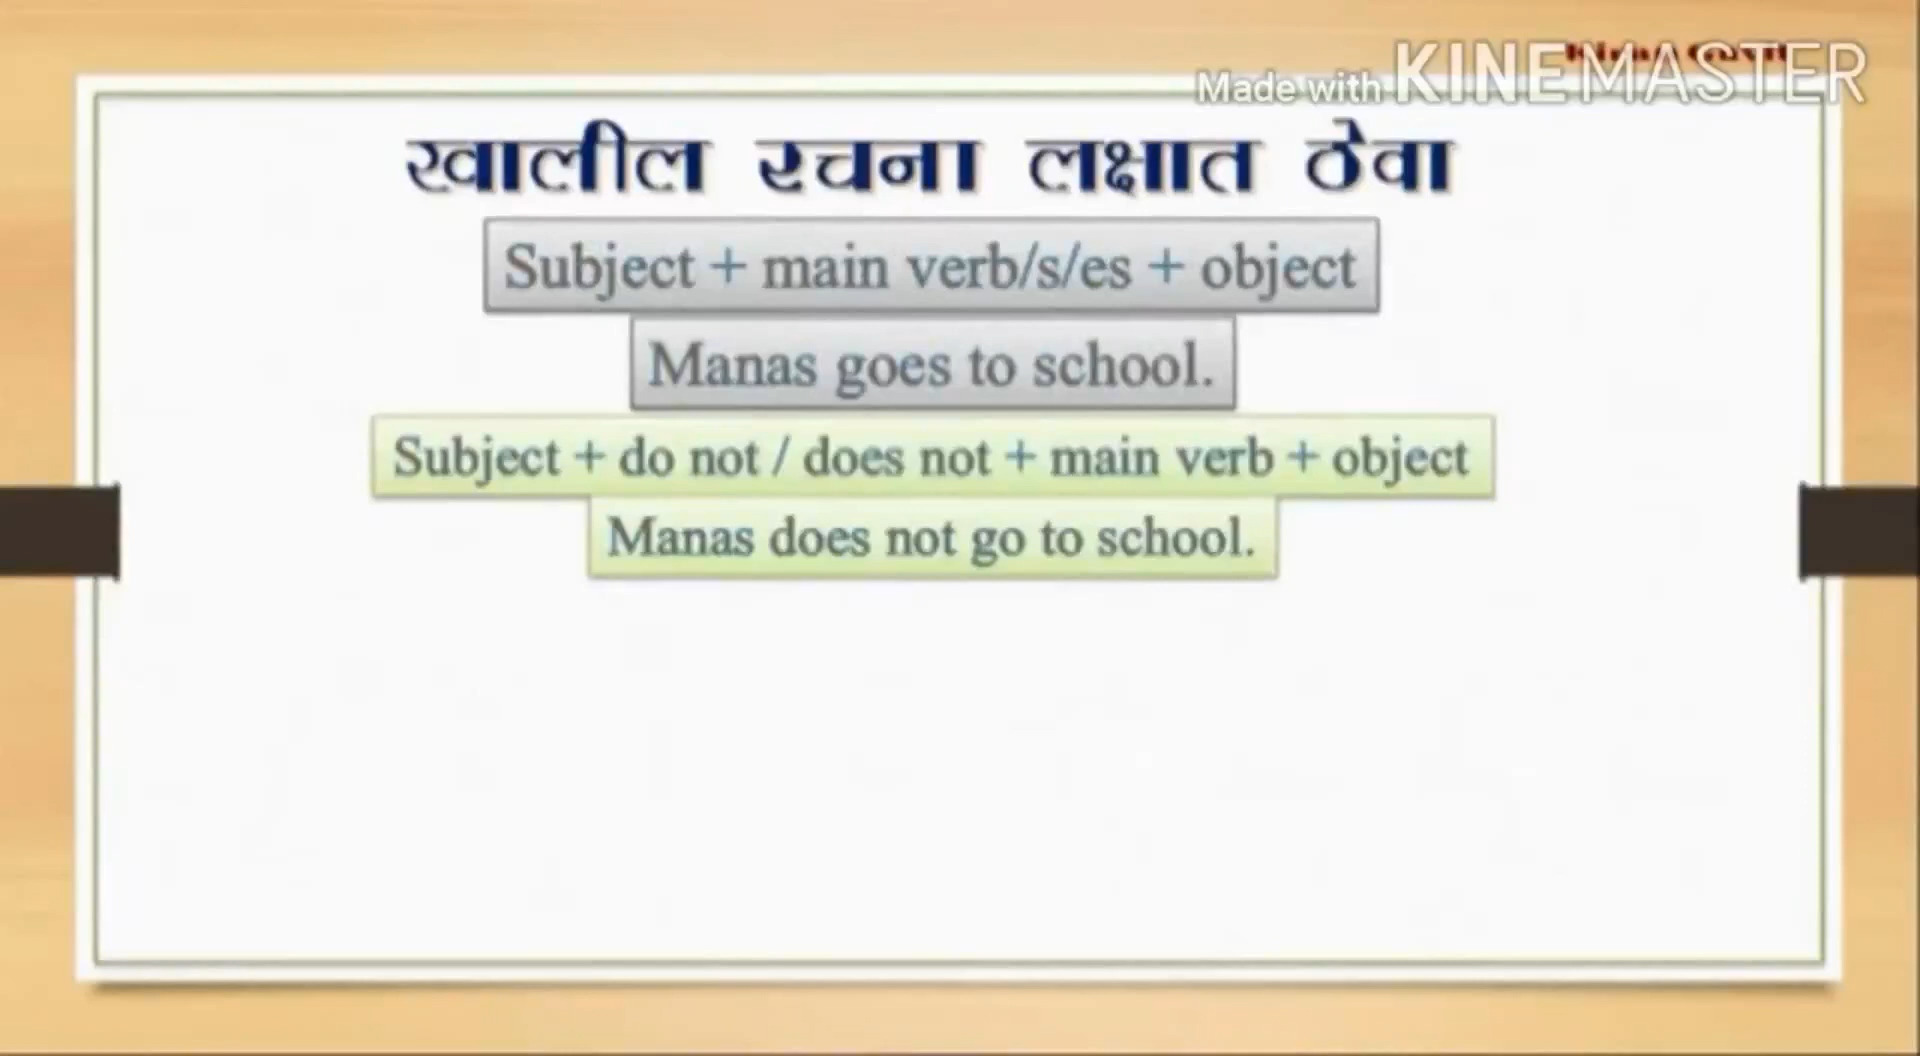 Made with KINEMASTER
खालील रचना लक्षात ठेवा
Subject + main verb/s/es + object
Manas goes to school.
Subject + do not / does not + main verb + object
Manas does not go to school.